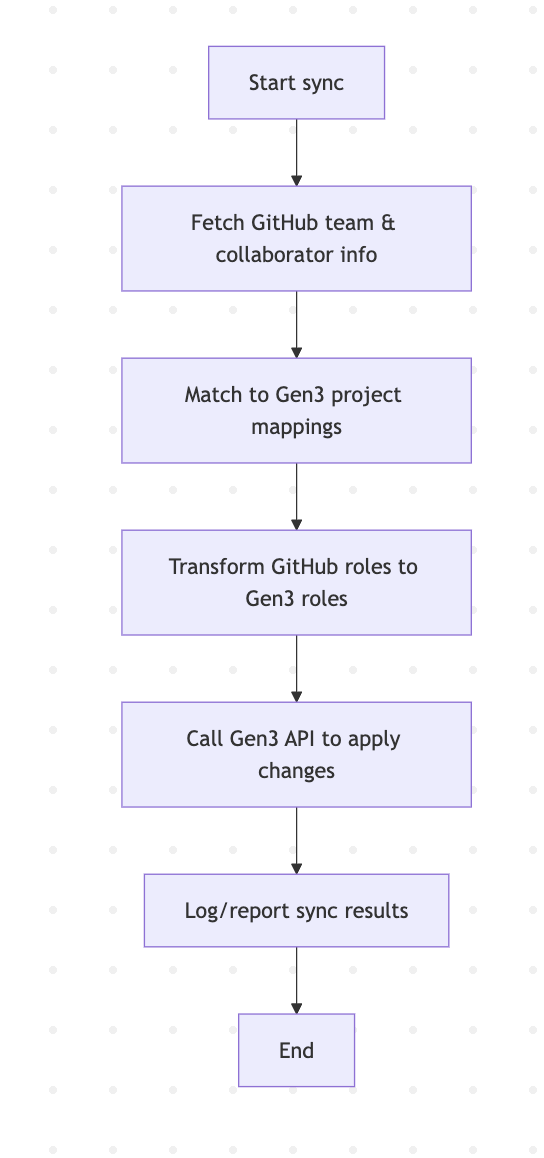 Start sync
Fetch GitHub team &
collaborator info
Match to Gen3 project
mappings
Transform GitHub roles to
Gen3 roles
Call Gen3 API to apply
changes
Log/report sync results
End